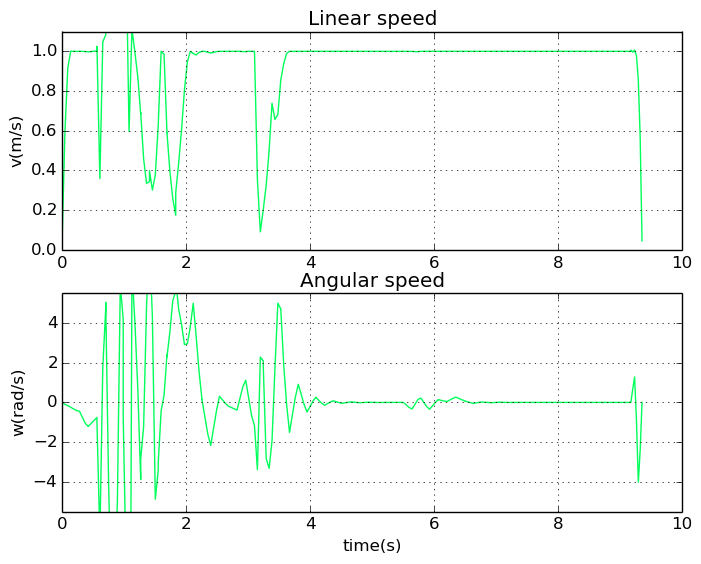 Linear speed
1.0
0.8
0.6
0.4
0.2
0.0
v(m/s)
0 2 4 6 8 10
Angular speed
4
2
0
−2
−4
w(rad/s)
0 2 4 6 8 10
time(s)